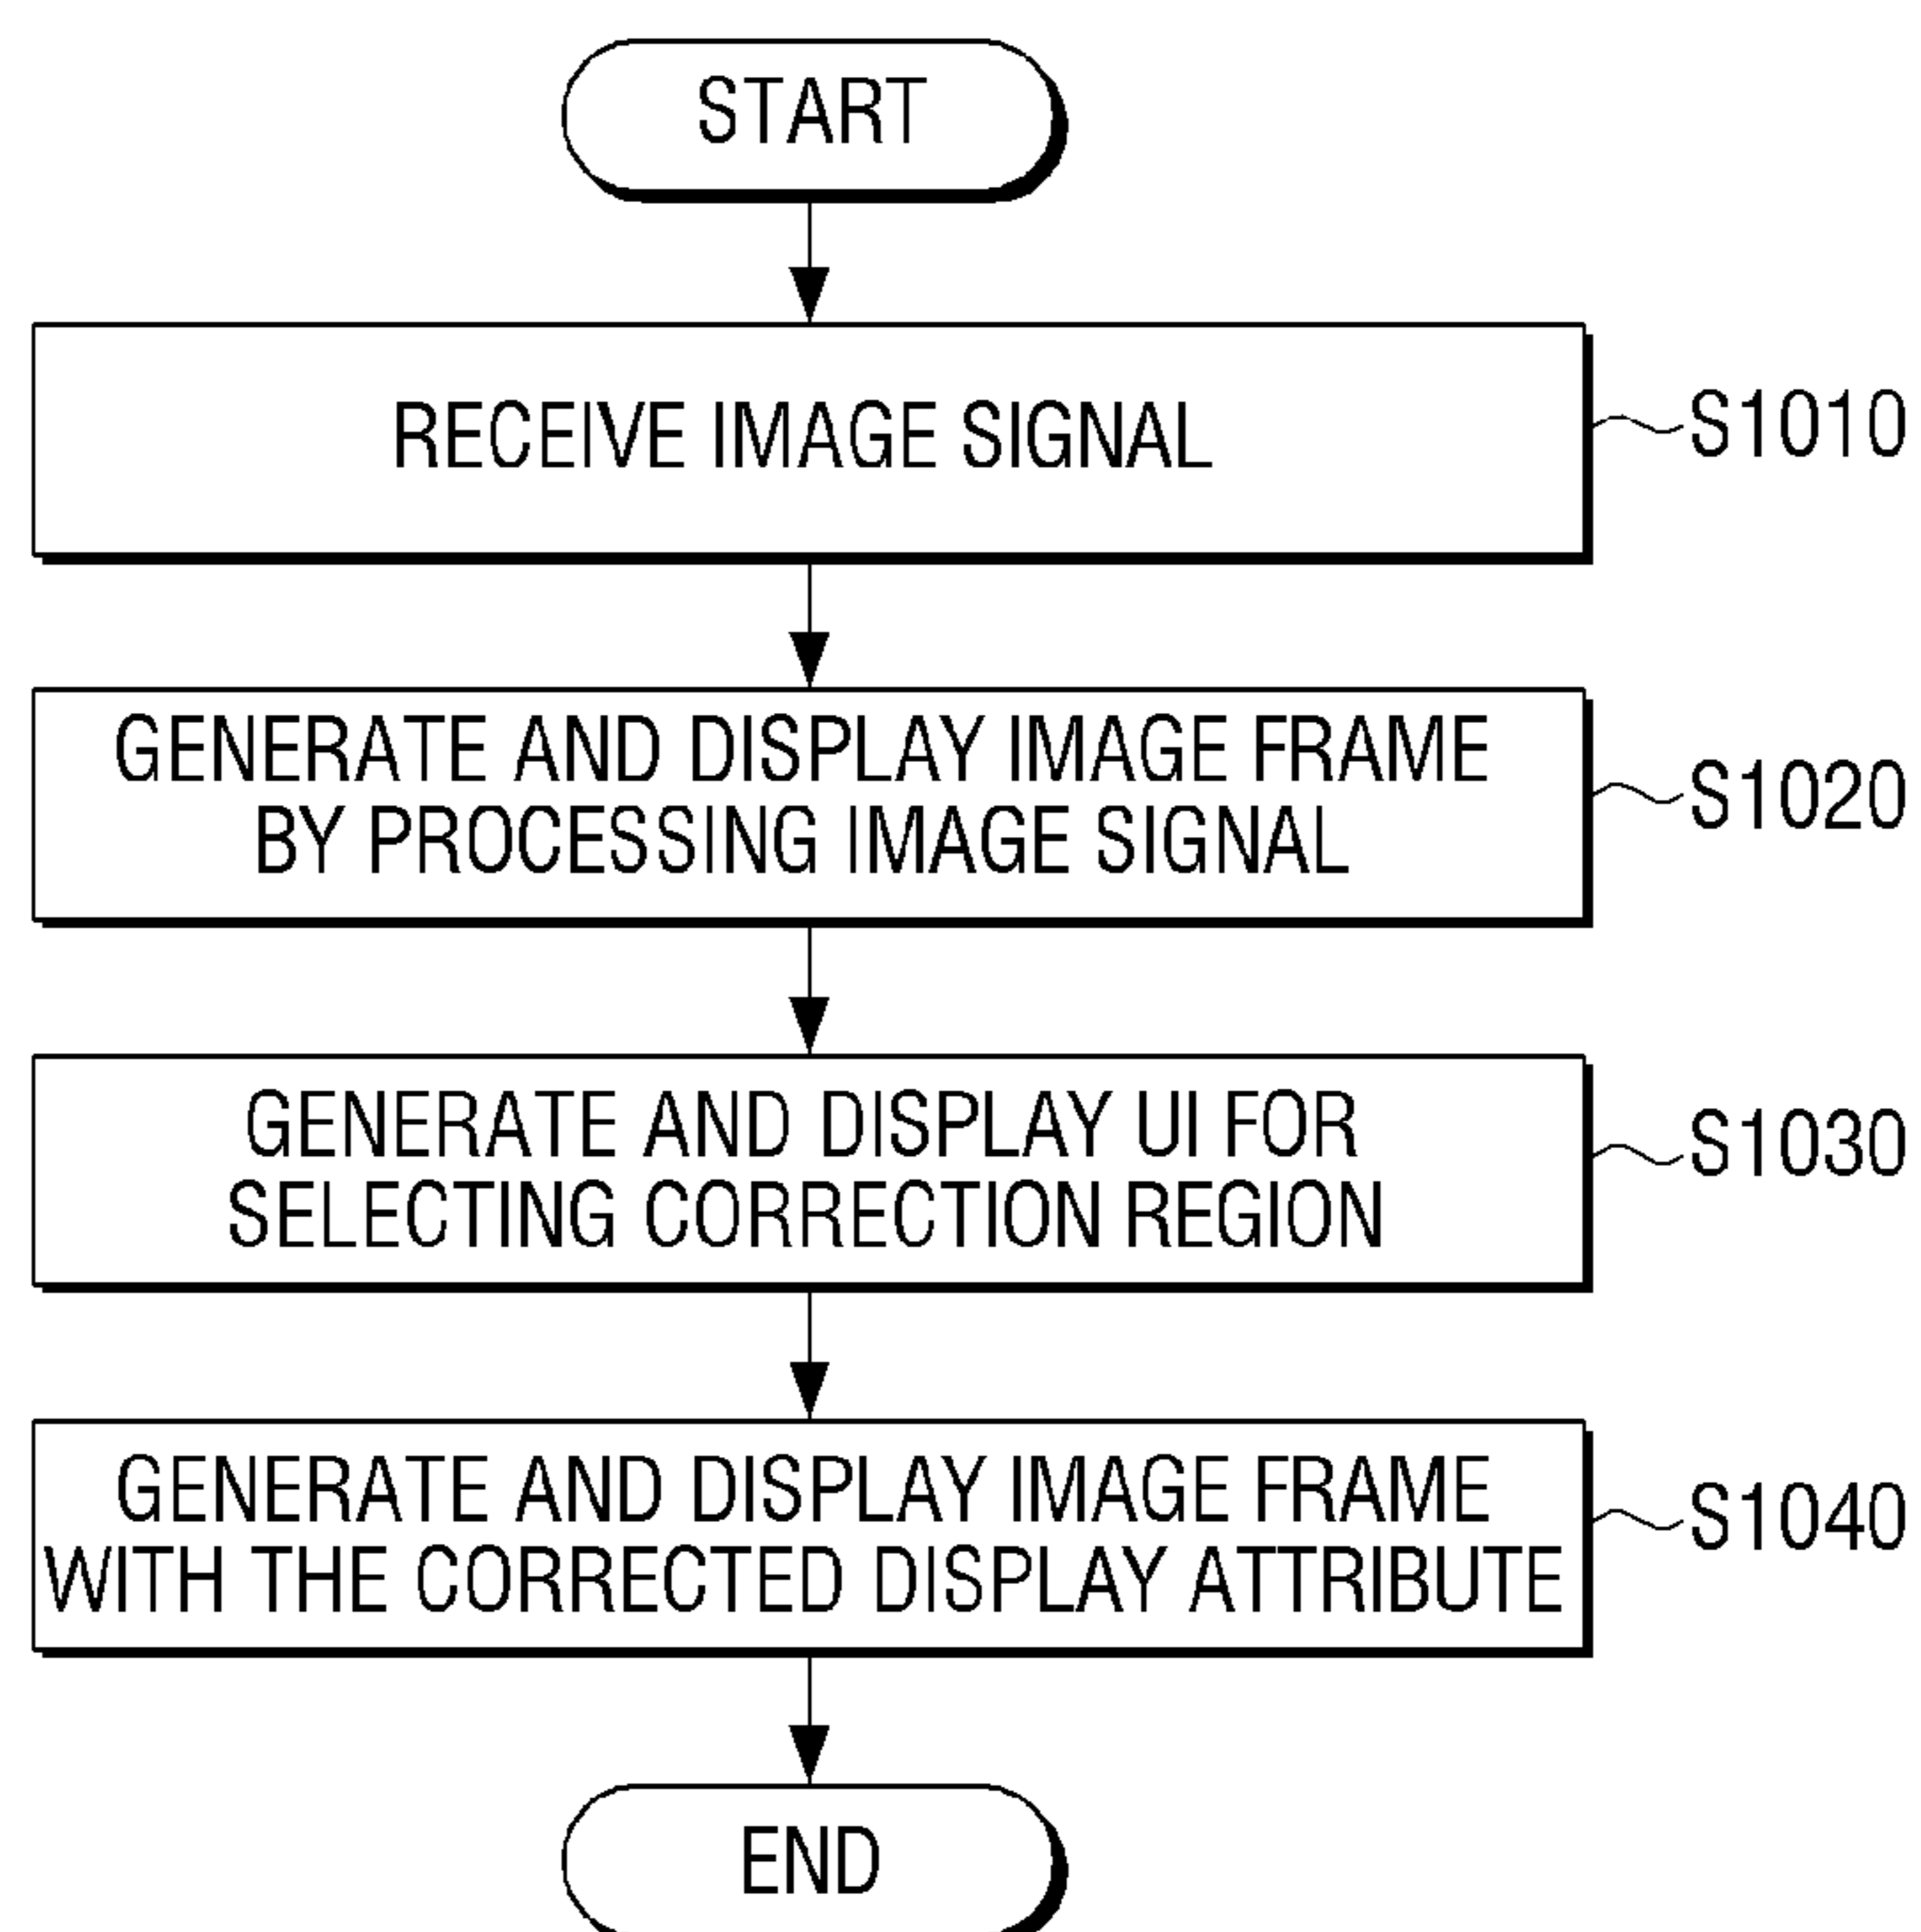 START
RECEIVE IMAGE SIGNAL
S1010
GENERATE AND DISPLAY IMAGE FRAME
BY PROCESSING IMAGE SIGNAL
S1020
GENERATE AND DISPLAY UI FOR
SELECTING CORRECTION REGION
S1030
GENERATE AND DISPLAY IMAGE FRAME
WITH THE CORRECTED DISPLAY ATTRIBUTE
S1040
END